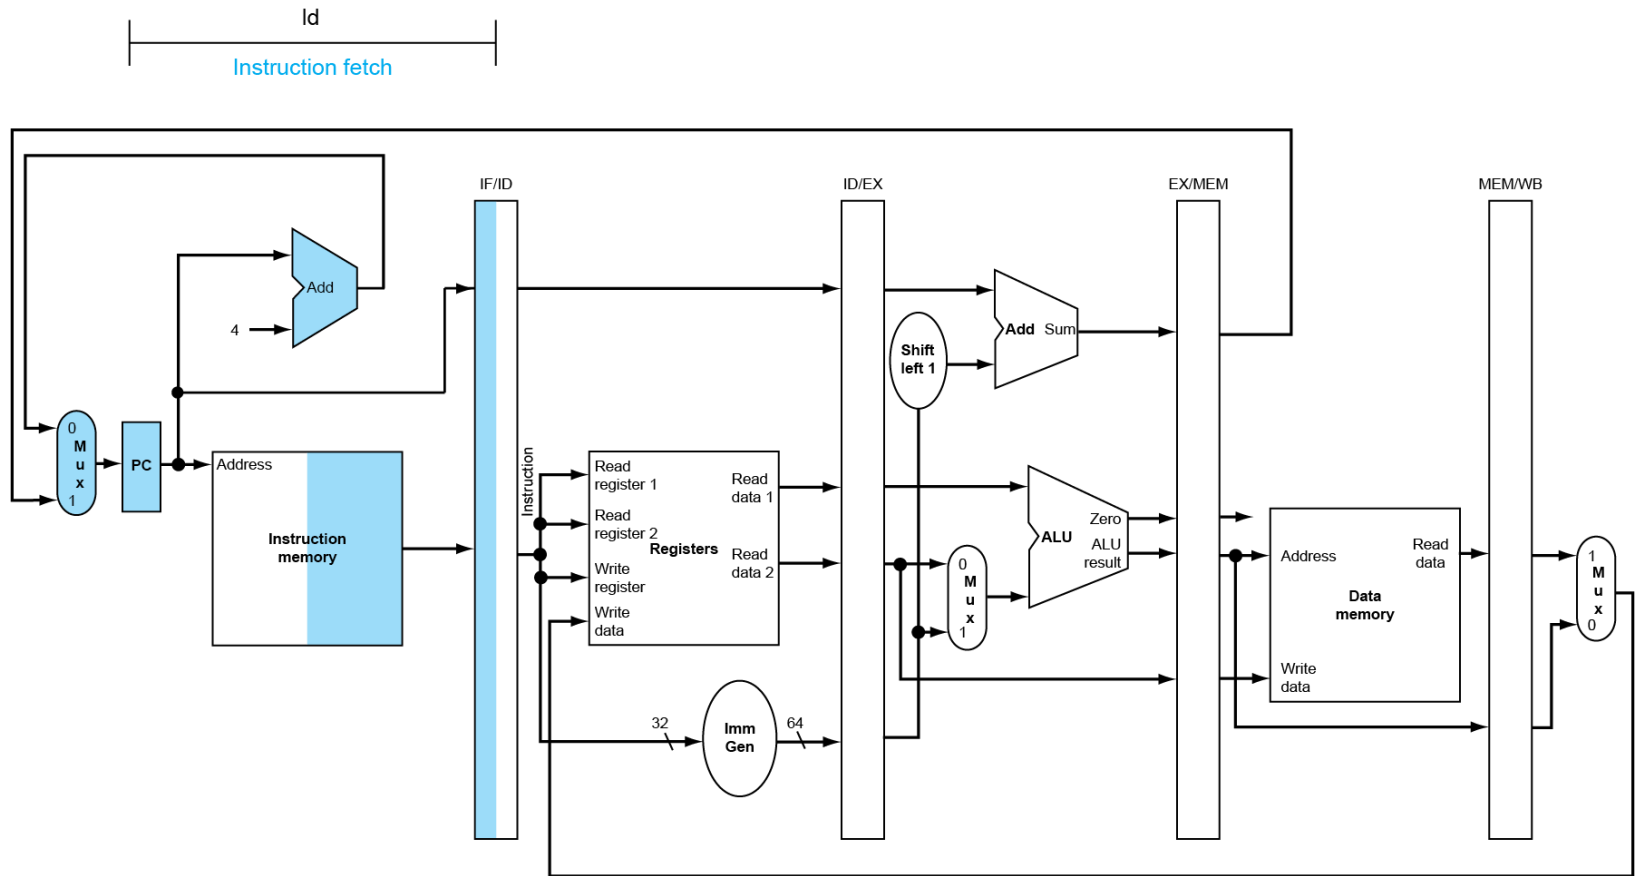 ld
Instruction fetch
IF/ID
ID/EX
EX/MEM
MEM/WB
Add
4
Add Sum
Shift
left 1
0
M
u
x
1
PC
Address
Instruction
memory
Instruction
Read
register 1
Read
register 2
Write
register
Write
data
Registers
Read
data 1
Read
data 2
0
M
u
x
1
Zero
ALU
ALU
result
Address
Read
data
Data
memory
Write
data
1
M
u
x
0
32
Imm
Gen
64